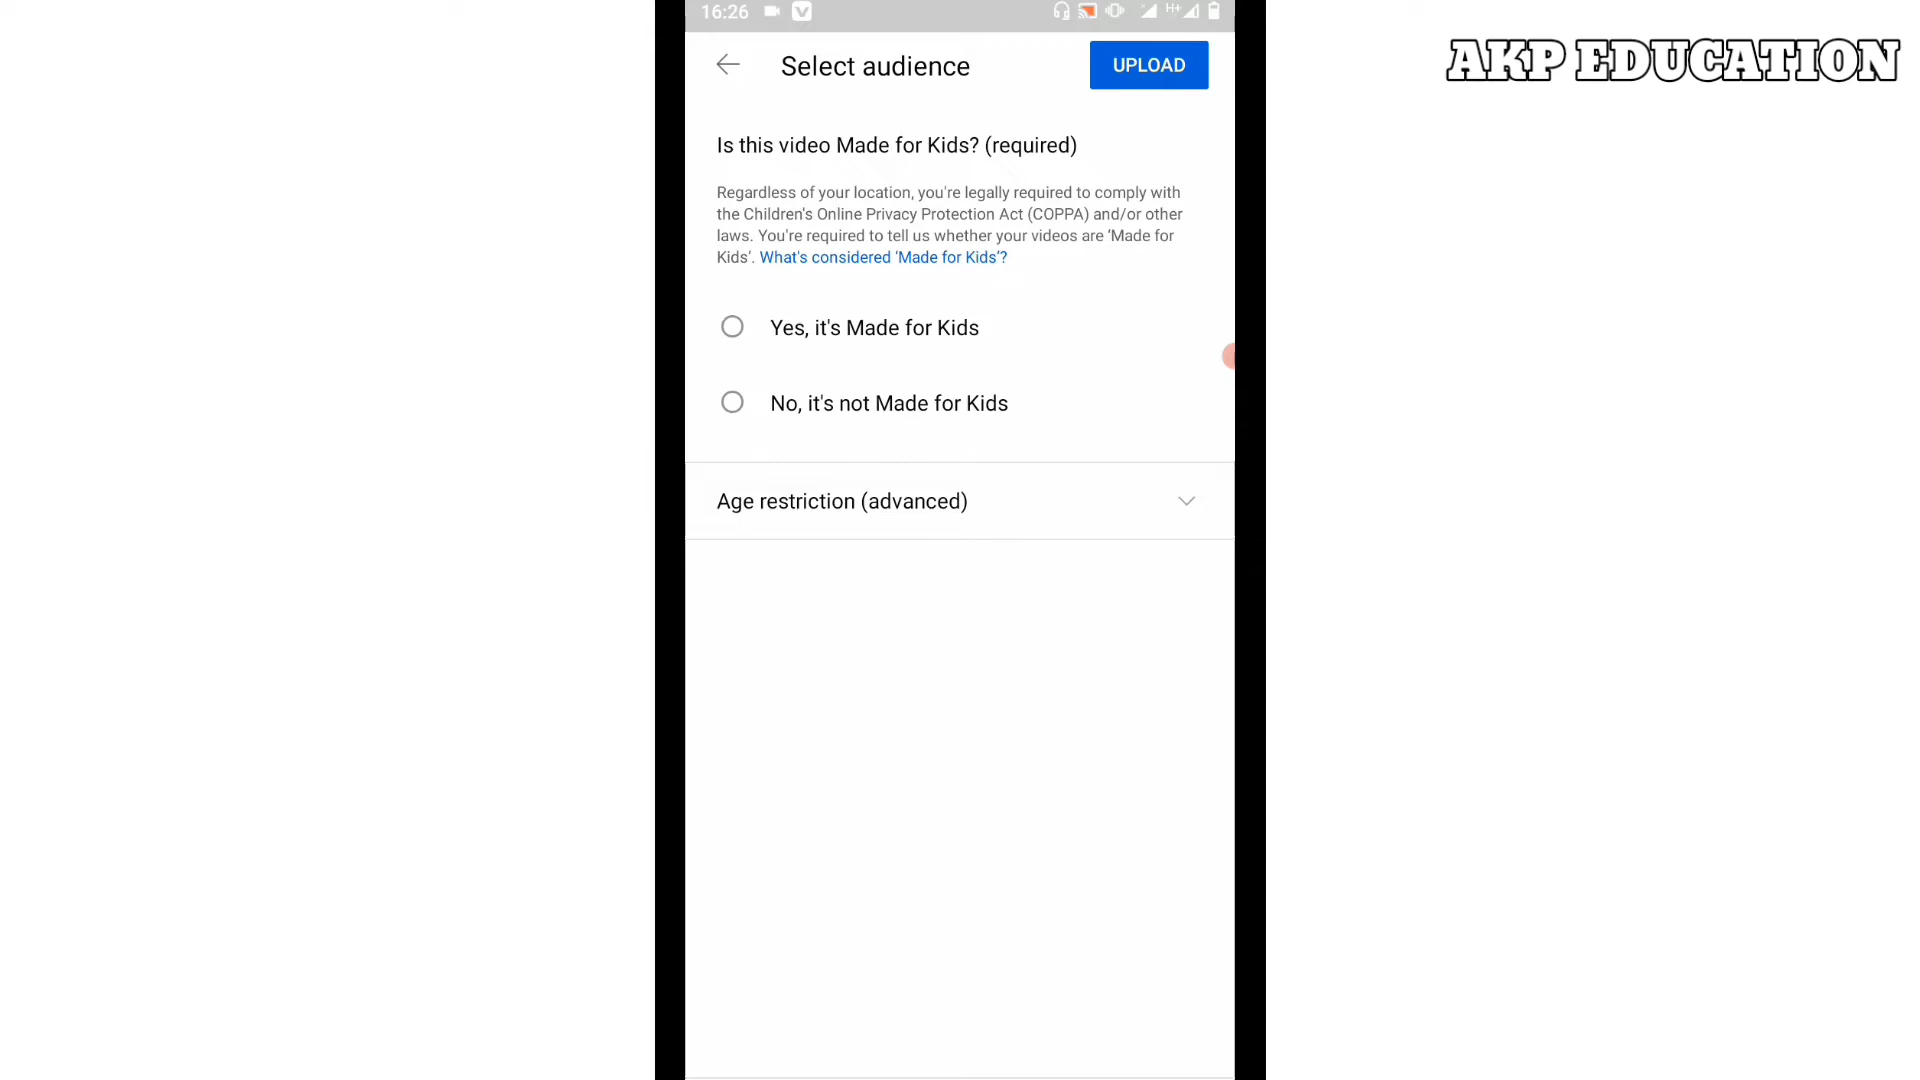 16:26
H+
AKP EDUCATION
Select audience
UPLOAD
Is this video Made for Kids? (required)
Regardless of your location, you're legally required to comply with
the Children's Online Privacy Protection Act (COPPA) and/or other
laws. You're required to tell us whether your videos are ‘Made for
Kids’. What's considered ‘Made for Kids’?
Yes, it's Made for Kids
No, it's not Made for Kids
Age restriction (advanced)